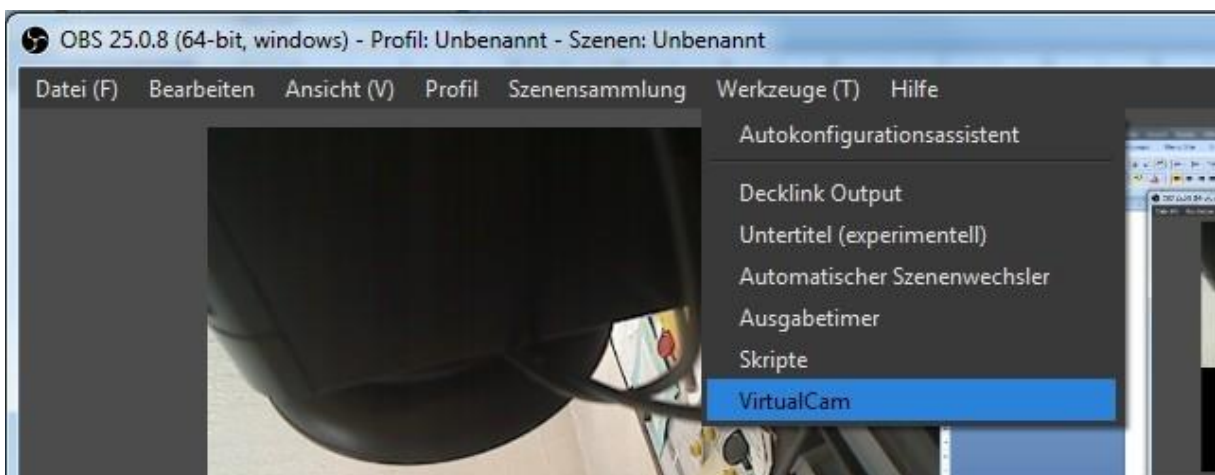 OBS 25.0.8 (64-bit, windows) - Profil: Unbenannt - Szenen: Unbenannt
Datei (F) Bearbeiten Ansicht (V) Profil Szenensammlung Werkzeuge (T) Hilfe
Autokonfigurationsassistent
Decklink Output
Untertitel (experimentell)
Automatischer Szenenwechsler
Ausgabetimer
Skripte
VirtualCam